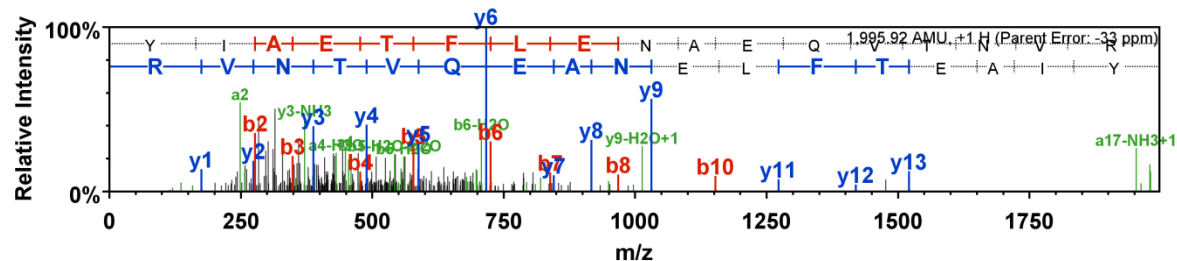 y6
100%
Y I A E T F L E N A E Q V T N V R
1,995.92 AMU, +1 H (Parent Error: -33 ppm)
R V N T V Q E A N E L F T E A I Y
y9
a2
y3-NH3
y3
y4
b6-H2O
b2
b6
y5
y8
y9-H2O+1
a17-NH3+1
b3
y2
y1
b4
b7
y7
b8
b10
y11
y12
y13
Relative Intensity
0%
0 250 500 750 1000 1250 1500 1750
m/z